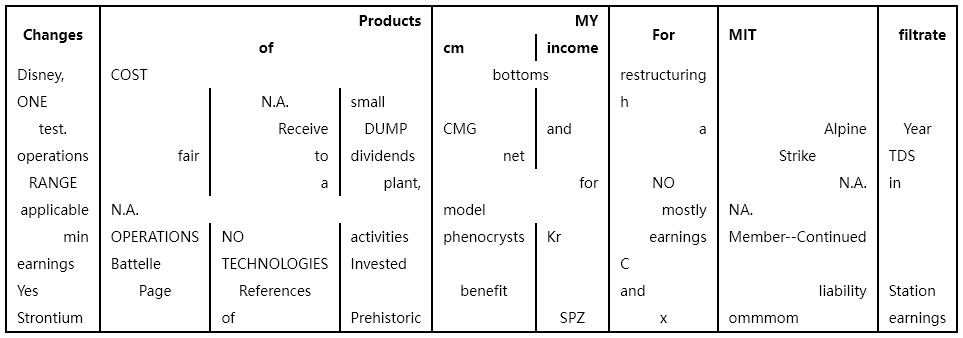 Products MY
Changes For MIT filtrate
of cm income
Disney, COST bottoms restructuring
ONE N.A. small h
test. Receive DUMP CMG and a Alpine Year
operations fair to dividends net Strike TDS
RANGE a plant, for NO N.A. in
applicable N.A. model mostly NA.
min OPERATIONS NO activities phenocrysts Kr earnings Member--Continued
earnings Battelle TECHNOLOGIES Invested C
Yes Page References benefit and liability Station
Strontium of Prehistoric SPZ x ommmom earnings